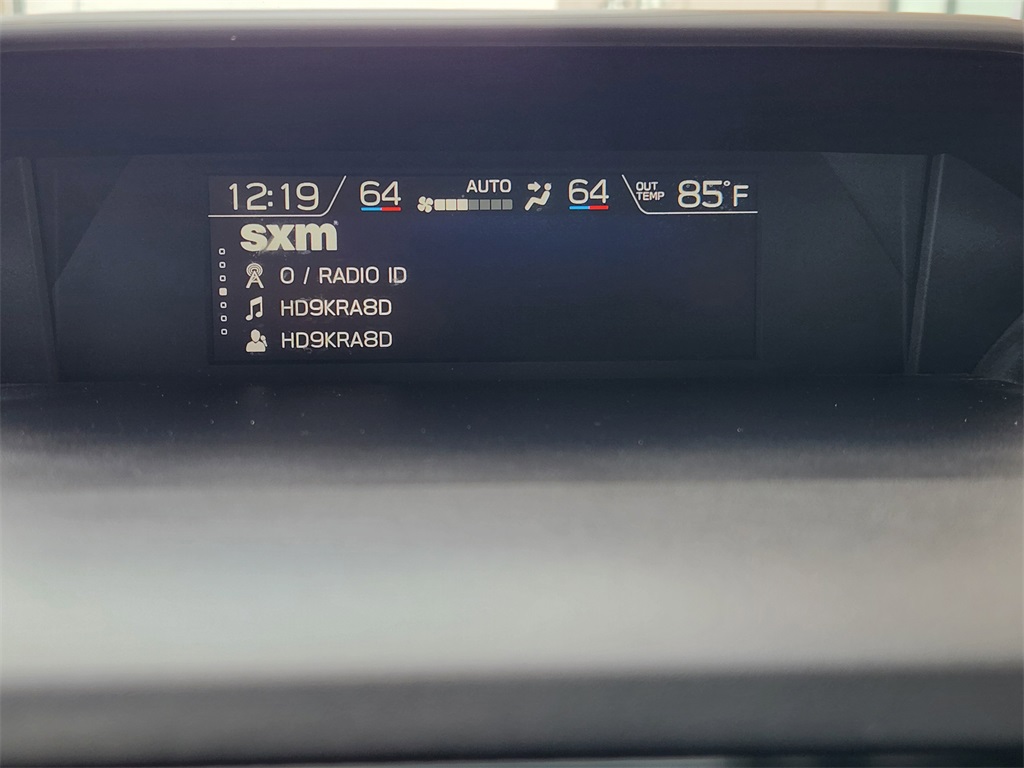 12:19 64 AUTO 64 OUT TEMP 85°F
sxm
0 / RADIO ID
HD9KRA8D
HD9KRA8D